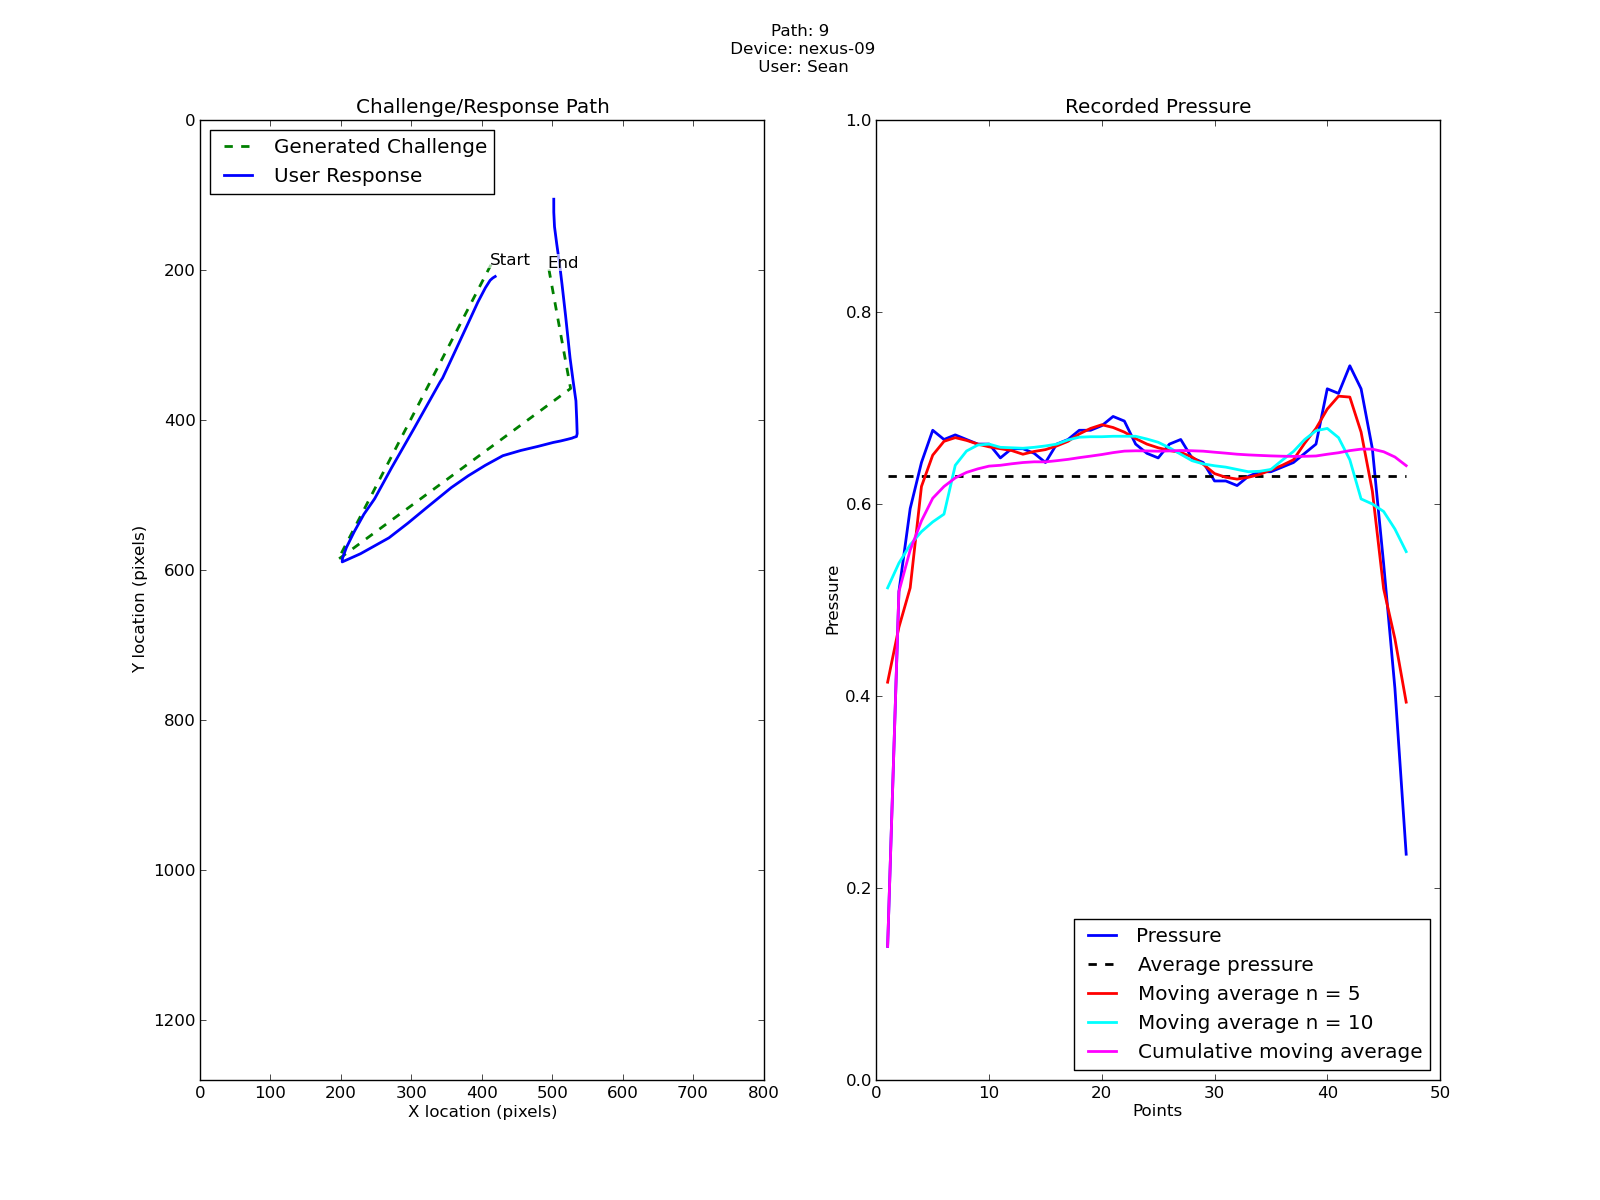 Path: 9
Device: nexus-09
User: Sean
Challenge/Response Path
Generated Challenge
User Response
Start
End
0
200
400
600
800
1000
1200
Y location (pixels)
0 100 200 300 400 500 600 700 800
X location (pixels)
Recorded Pressure
1.0
0.8
0.6
0.4
0.2
0.0
Pressure
Pressure
Average pressure
Moving average n = 5
Moving average n = 10
Cumulative moving average
0 10 20 30 40 50
Points